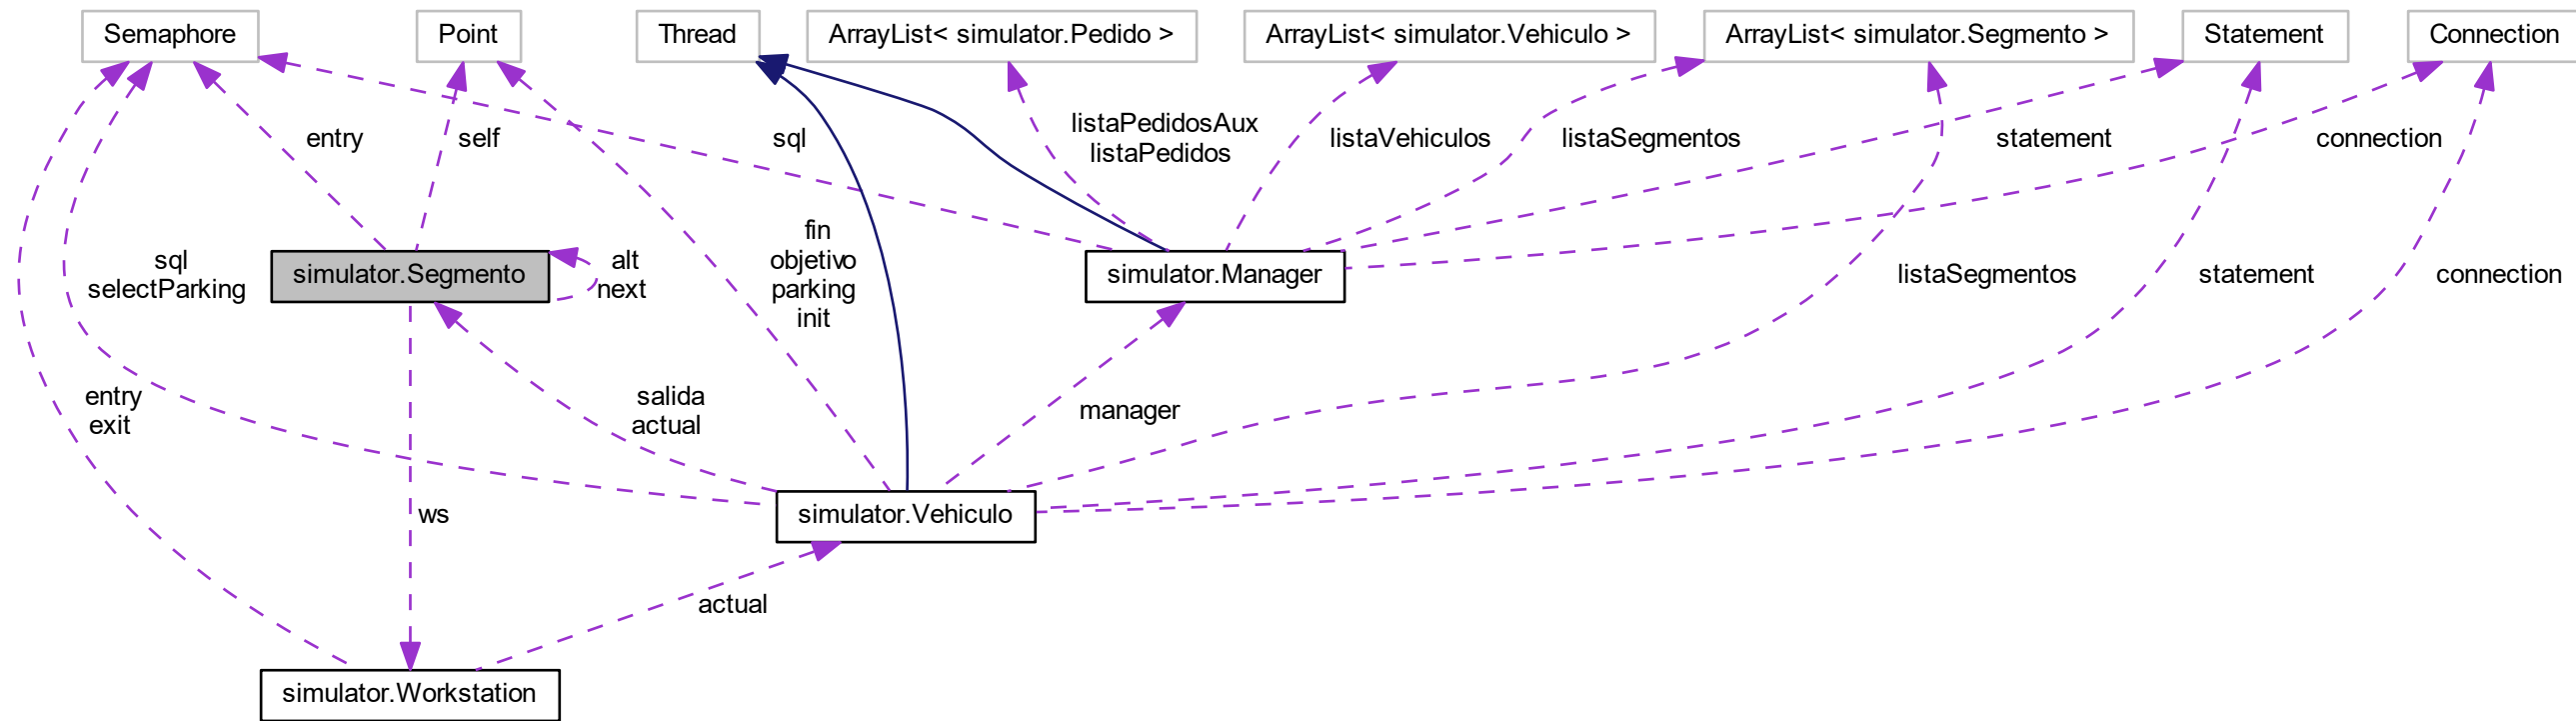 Semaphore
Point
Thread
ArrayList< simulator.Pedido >
ArrayList< simulator.Vehiculo >
ArrayList< simulator.Segmento >
Statement
Connection
entry
self
sql
listaPedidosAux
listaPedidos
listaVehiculos
listaSegmentos
statement
connection
sql
selectParking
simulator.Segmento
alt
next
fin
objetivo
parking
init
simulator.Manager
listaSegmentos
statement
connection
entry
exit
salida
actual
manager
ws
simulator.Vehiculo
actual
simulator.Workstation